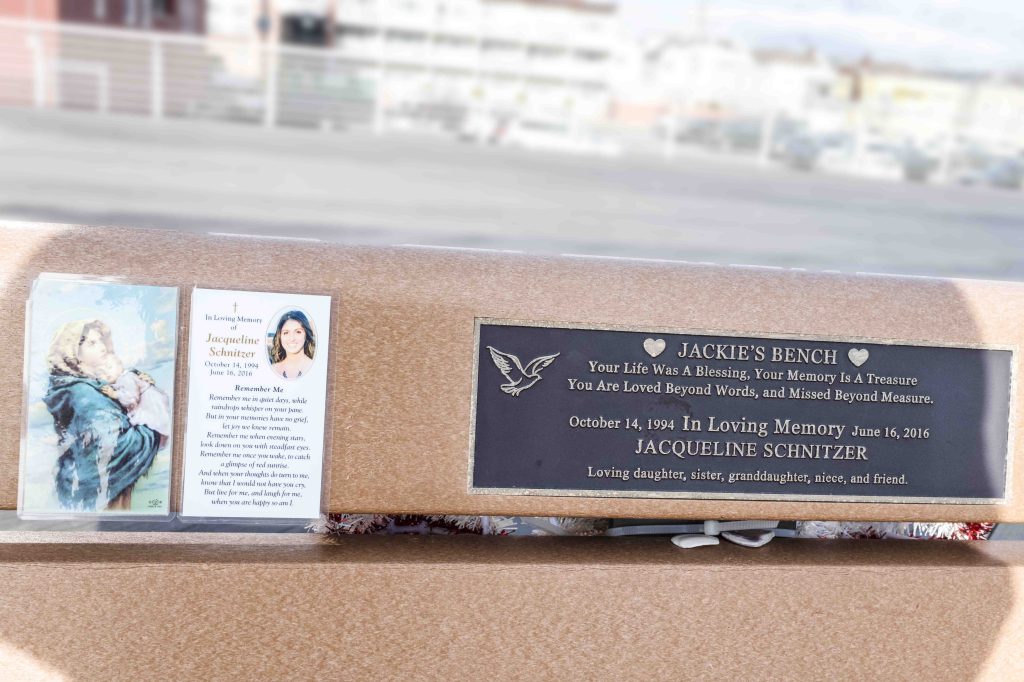 In Loving Memory
of
Jacqueline
Schnitzer
October 14, 1994
June 16, 2016
Remember Me
Remember me in quiet days, while
raindrops whisper on your pane.
But in your memories have no grief,
let joy we knew remain.
Remember me when evening stars,
look down on you with steadfast eyes.
Remember me once you wake, to catch
a glimpse of red sunrise.
And when your thoughts do turn to me,
know that I would not have you cry,
But live for me, and laugh for me,
when you are happy so am I.
JACKIE'S BENCH
Your Life Was A Blessing, Your Memory Is A Treasure
You Are Loved Beyond Words, and Missed Beyond Measure.
October 14, 1994 In Loving Memory June 16, 2016
JACQUELINE SCHNITZER
Loving daughter, sister, granddaughter, niece, and friend.